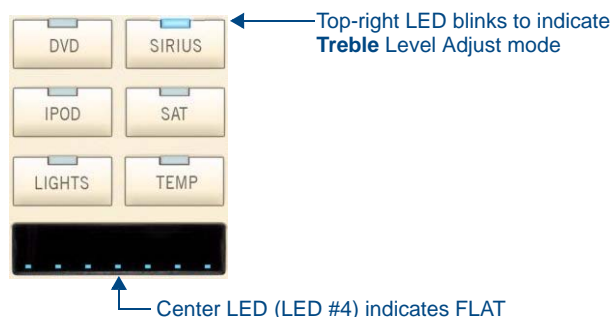 Top-right LED blinks to indicate
Treble Level Adjust mode
DVD SIRIUS
IPOD SAT
LIGHTS TEMP
Center LED (LED #4) indicates FLAT